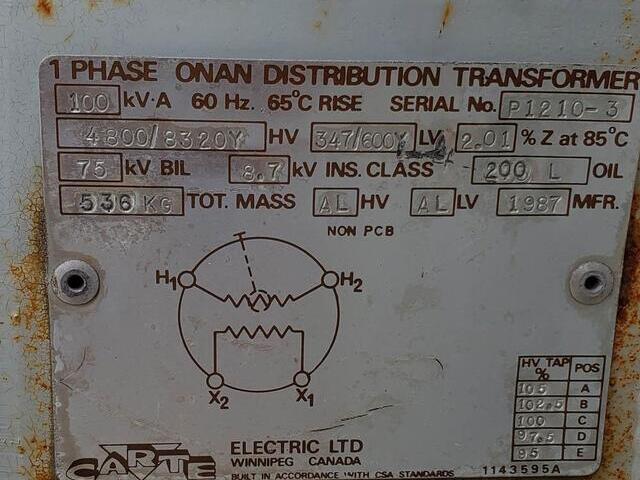 1 PHASE ONAN DISTRIBUTION TRANSFORMER
100 kV·A 60 Hz. 65°C RISE SERIAL No. P1210-3
4800/8320Y HV 347/600Y LV 2.01 % Z at 85°C
75 kV BIL 8.7 kV INS. CLASS 200 L OIL
536 KG TOT. MASS AL HV AL LV 1987 MFR.
NON PCB
H1 H2
X2 X1
HV TAP % POS
105 A
102.5 B
100 C
97.5 D
95 E
CARTE ELECTRIC LTD
WINNIPEG CANADA
BUILT IN ACCORDANCE WITH CSA STANDARDS
1143595A